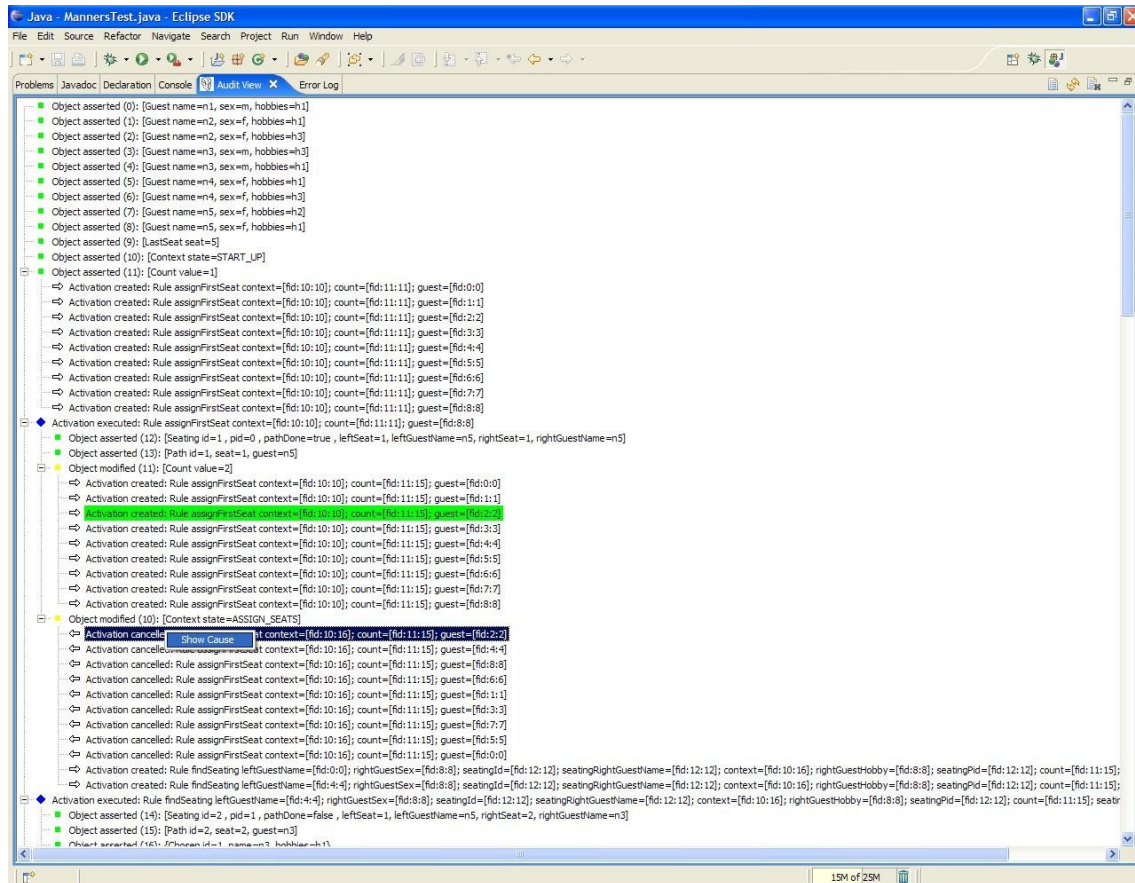 Java - MannersTest.java - Eclipse SDK
File Edit Source Refactor Navigate Search Project Run Window Help
Problems Javadoc Declaration Console Audit View Error Log
Object asserted (0): [Guest name=n1, sex=m, hobbies=h1]
Object asserted (1): [Guest name=n2, sex=f, hobbies=h1]
Object asserted (2): [Guest name=n2, sex=f, hobbies=h3]
Object asserted (3): [Guest name=n3, sex=m, hobbies=h3]
Object asserted (4): [Guest name=n3, sex=m, hobbies=h1]
Object asserted (5): [Guest name=n4, sex=f, hobbies=h1]
Object asserted (6): [Guest name=n4, sex=f, hobbies=h3]
Object asserted (7): [Guest name=n5, sex=f, hobbies=h2]
Object asserted (8): [Guest name=n5, sex=f, hobbies=h1]
Object asserted (9): [LastSeat seat=5]
Object asserted (10): [Context state=START_UP]
Object asserted (11): [Count value=1]
Activation created: Rule assignFirstSeat context=[fid:10:10]; count=[fid:11:11]; guest=[fid:0:0]
Activation created: Rule assignFirstSeat context=[fid:10:10]; count=[fid:11:11]; guest=[fid:1:1]
Activation created: Rule assignFirstSeat context=[fid:10:10]; count=[fid:11:11]; guest=[fid:2:2]
Activation created: Rule assignFirstSeat context=[fid:10:10]; count=[fid:11:11]; guest=[fid:3:3]
Activation created: Rule assignFirstSeat context=[fid:10:10]; count=[fid:11:11]; guest=[fid:4:4]
Activation created: Rule assignFirstSeat context=[fid:10:10]; count=[fid:11:11]; guest=[fid:5:5]
Activation created: Rule assignFirstSeat context=[fid:10:10]; count=[fid:11:11]; guest=[fid:6:6]
Activation created: Rule assignFirstSeat context=[fid:10:10]; count=[fid:11:11]; guest=[fid:7:7]
Activation created: Rule assignFirstSeat context=[fid:10:10]; count=[fid:11:11]; guest=[fid:8:8]
Activation executed: Rule assignFirstSeat context=[fid:10:10]; count=[fid:11:11]; guest=[fid:8:8]
Object asserted (12): [Seating id=1 , pid=0 , pathDone=true , leftSeat=1, leftGuestName=n5, rightSeat=1, rightGuestName=n5]
Object asserted (13): [Path id=1, seat=1, guest=n5]
Object modified (11): [Count value=2]
Activation created: Rule assignFirstSeat context=[fid:10:10]; count=[fid:11:15]; guest=[fid:0:0]
Activation created: Rule assignFirstSeat context=[fid:10:10]; count=[fid:11:15]; guest=[fid:1:1]
Activation created: Rule assignFirstSeat context=[fid:10:10]; count=[fid:11:15]; guest=[fid:2:2]
Activation created: Rule assignFirstSeat context=[fid:10:10]; count=[fid:11:15]; guest=[fid:3:3]
Activation created: Rule assignFirstSeat context=[fid:10:10]; count=[fid:11:15]; guest=[fid:4:4]
Activation created: Rule assignFirstSeat context=[fid:10:10]; count=[fid:11:15]; guest=[fid:5:5]
Activation created: Rule assignFirstSeat context=[fid:10:10]; count=[fid:11:15]; guest=[fid:6:6]
Activation created: Rule assignFirstSeat context=[fid:10:10]; count=[fid:11:15]; guest=[fid:7:7]
Activation created: Rule assignFirstSeat context=[fid:10:10]; count=[fid:11:15]; guest=[fid:8:8]
Object modified (10): [Context state=ASSIGN_SEATS]
Activation cancelle Show Cause at context=[fid:10:16]; count=[fid:11:15]; guest=[fid:2:2]
Activation cancelled: Rule assignFirstSeat context=[fid:10:16]; count=[fid:11:15]; guest=[fid:4:4]
Activation cancelled: Rule assignFirstSeat context=[fid:10:16]; count=[fid:11:15]; guest=[fid:8:8]
Activation cancelled: Rule assignFirstSeat context=[fid:10:16]; count=[fid:11:15]; guest=[fid:6:6]
Activation cancelled: Rule assignFirstSeat context=[fid:10:16]; count=[fid:11:15]; guest=[fid:1:1]
Activation cancelled: Rule assignFirstSeat context=[fid:10:16]; count=[fid:11:15]; guest=[fid:3:3]
Activation cancelled: Rule assignFirstSeat context=[fid:10:16]; count=[fid:11:15]; guest=[fid:7:7]
Activation cancelled: Rule assignFirstSeat context=[fid:10:16]; count=[fid:11:15]; guest=[fid:5:5]
Activation cancelled: Rule assignFirstSeat context=[fid:10:16]; count=[fid:11:15]; guest=[fid:0:0]
Activation created: Rule findSeating leftGuestName=[fid:0:0]; rightGuestSex=[fid:8:8]; seatingId=[fid:12:12]; seatingRightGuestName=[fid:12:12]; context=[fid:10:16]; rightGuestHobby=[fid:8:8]; seatingPid=[fid:12:12]; count=[fid:11:15];
Activation created: Rule findSeating leftGuestName=[fid:4:4]; rightGuestSex=[fid:8:8]; seatingId=[fid:12:12]; seatingRightGuestName=[fid:12:12]; context=[fid:10:16]; rightGuestHobby=[fid:8:8]; seatingPid=[fid:12:12]; count=[fid:11:15];
Activation executed: Rule findSeating leftGuestName=[fid:4:4]; rightGuestSex=[fid:8:8]; seatingId=[fid:12:12]; seatingRightGuestName=[fid:12:12]; context=[fid:10:16]; rightGuestHobby=[fid:8:8]; seatingPid=[fid:12:12]; count=[fid:11:15]; seatin
Object asserted (14): [Seating id=2 , pid=1 , pathDone=false , leftSeat=1, leftGuestName=n5, rightSeat=2, rightGuestName=n3]
Object asserted (15): [Path id=2, seat=2, guest=n3]
Object asserted (16): {Chosen id=1, name=n3, hobbies=h1}
15M of 25M